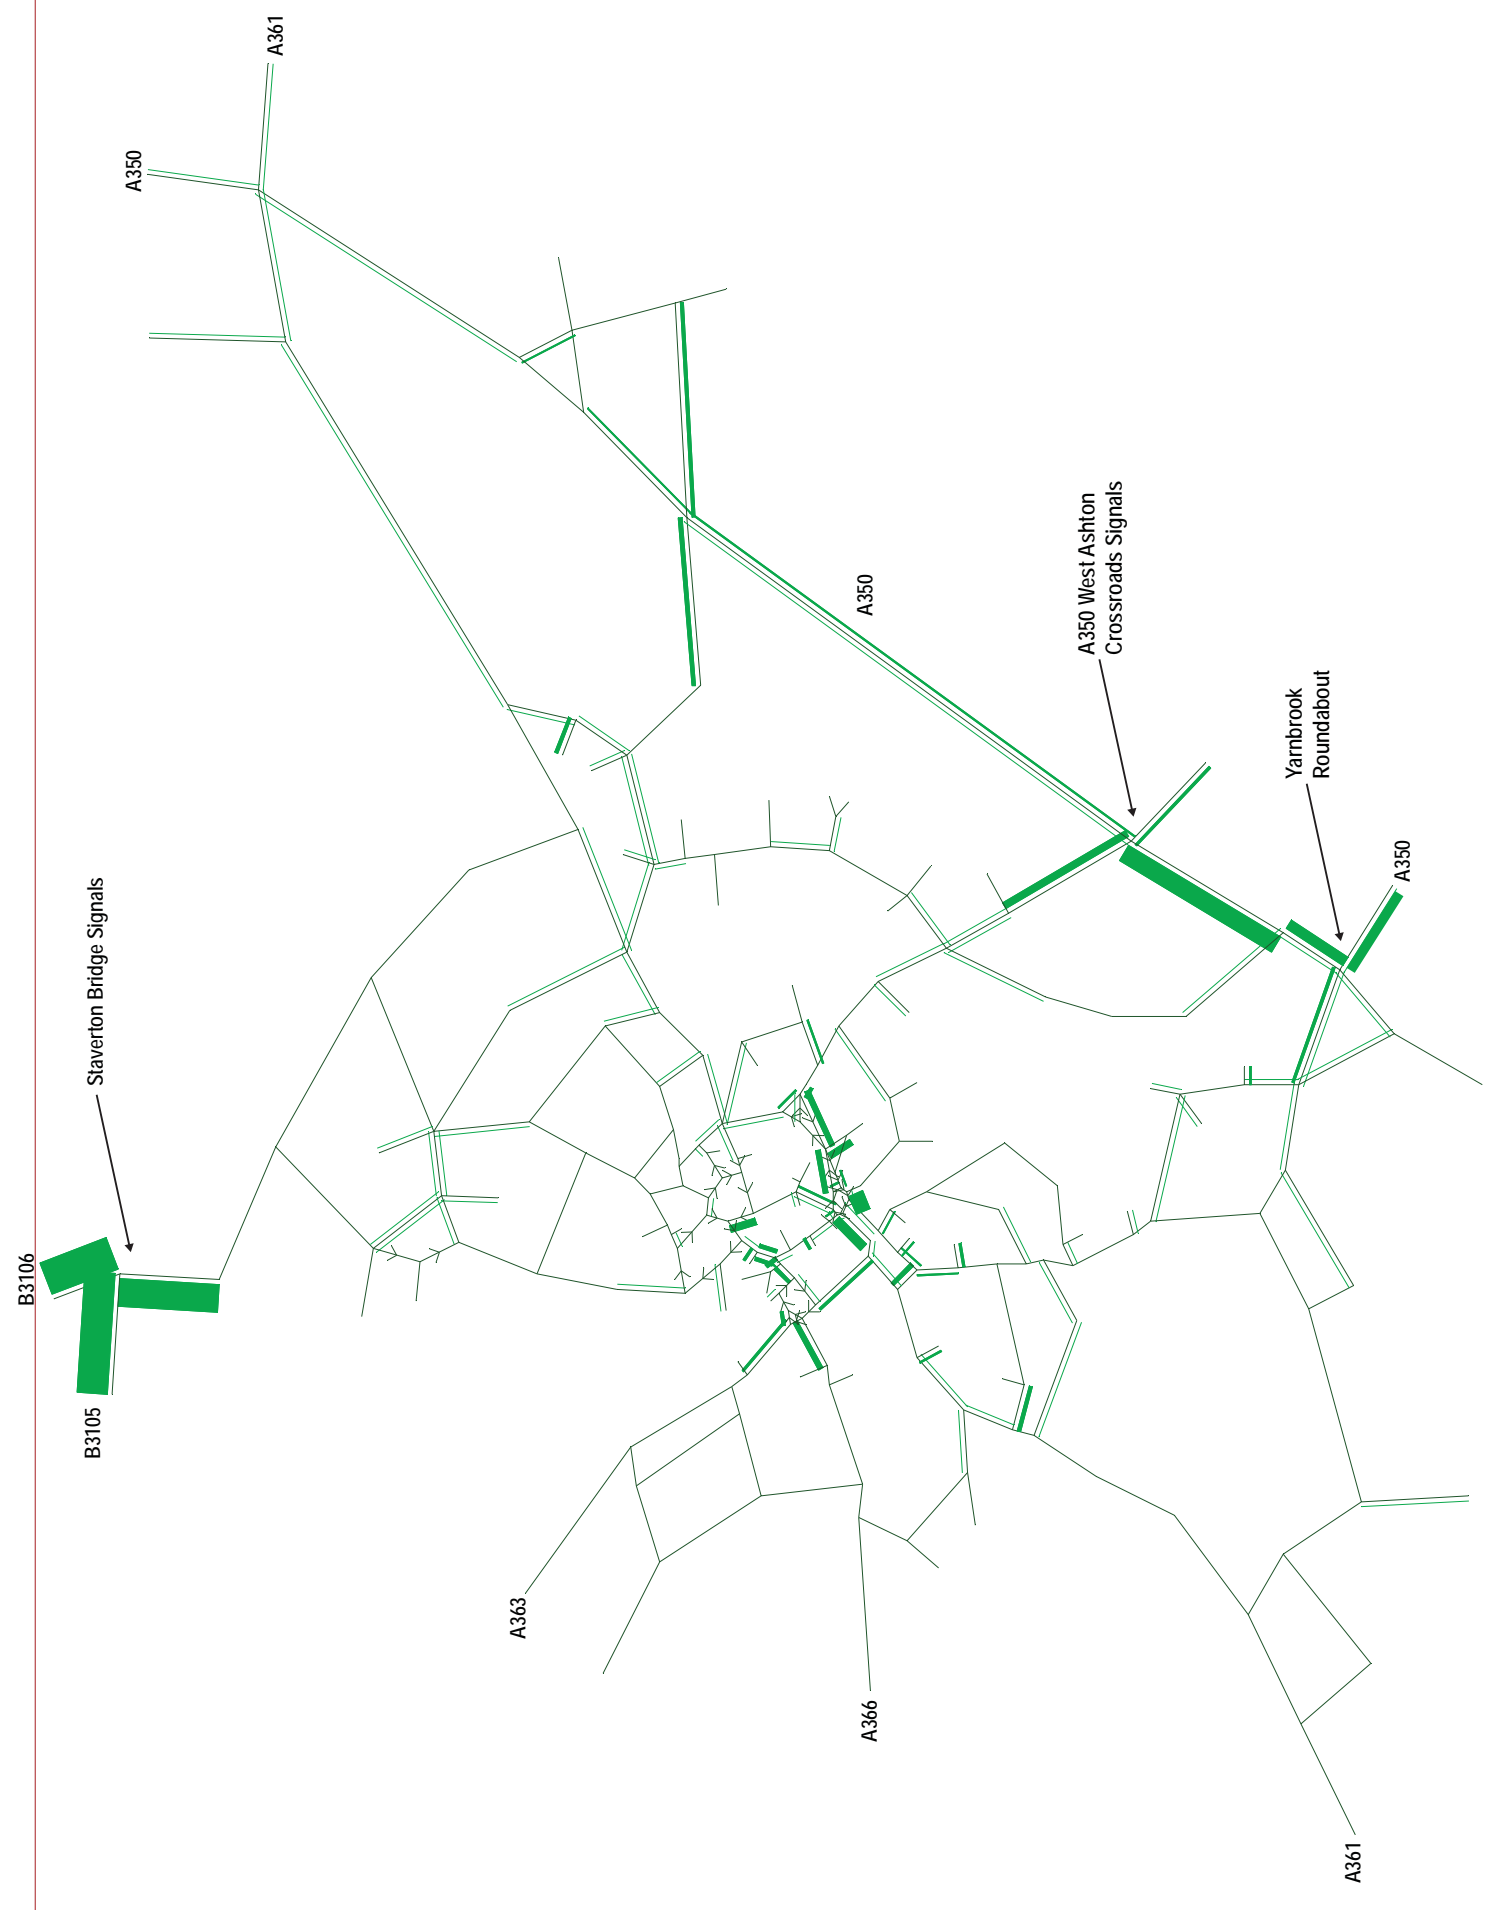 A361
A350
A350
A350 West Ashton
Crossroads Signals
Yarnbrook
Roundabout
A350
Staverton Bridge Signals
B3106
B3105
A363
A366
A361